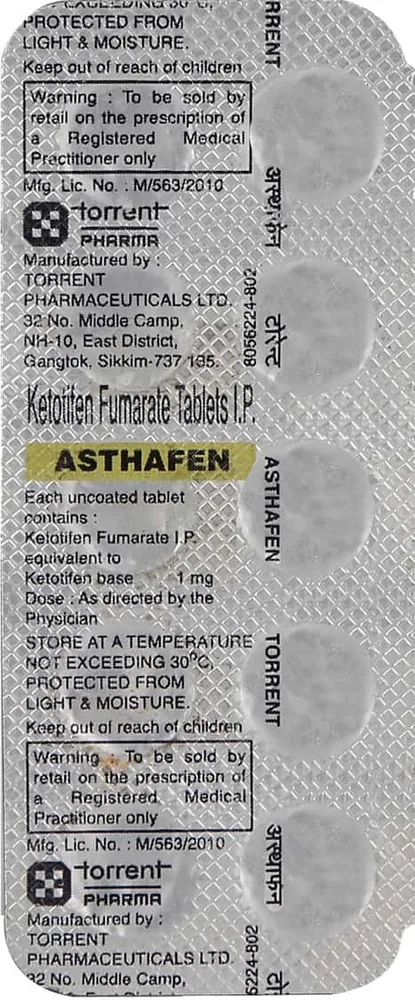 PROTECTED FROM
LIGHT & MOISTURE.
Keep out of reach of children
Warning : To be sold by
retail on the prescription of
a Registered Medical
Practitioner only
Mfg. Lic. No. : M/563/2010
torrent
PHARMA
Manufactured by :
TORRENT
PHARMACEUTICALS LTD.
32 No. Middle Camp,
NH-10, East District,
Gangtok, Sikkim-737 135.
Ketotifen Fumarate Tablets I.P.
ASTHAFEN
Each uncoated tablet
contains :
Ketotifen Fumarate I.P.
equivalent to
Ketotifen base 1 mg
Dose : As directed by the
Physician
STORE AT A TEMPERATURE
NOT EXCEEDING 30°C,
PROTECTED FROM
LIGHT & MOISTURE.
Keep out of reach of children
Warning : To be sold by
retail on the prescription of
a Registered Medical
Practitioner only
Mfg. Lic. No. : M/563/2010
torrent
PHARMA
Manufactured by :
TORRENT
PHARMACEUTICALS LTD.
32 No. Middle Camp,
RRENT
अस्थाफेन
टोरेन्ट
8056224-802
ASTHAFEN
TORRENT
अस्थाफेन
6224-802